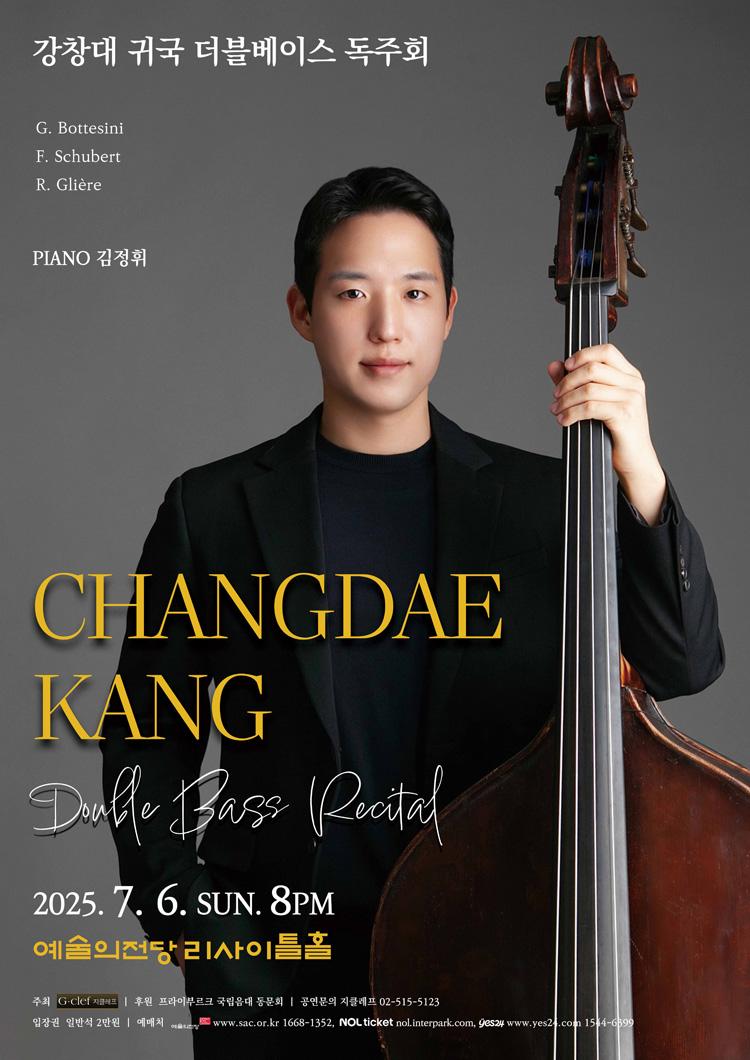 강창대 귀국 더블베이스 독주회
G. Bottesini
F. Schubert
R. Glière
PIANO 김정휘
CHANGDAE
KANG
Double Bass Recital
2025. 7. 6. SUN. 8PM
예술의전당 리사이틀홀
주최 G·clef 지클레프 | 후원 프라이부르크 국립음대 동문회 | 공연문의 지클레프 02-515-5123
입장권 일반석 2만원 | 예매처 예술의전당 www.sac.or.kr 1668-1352, NOL ticket nol.interpark.com, yes24 www.yes24.com 1544-6399